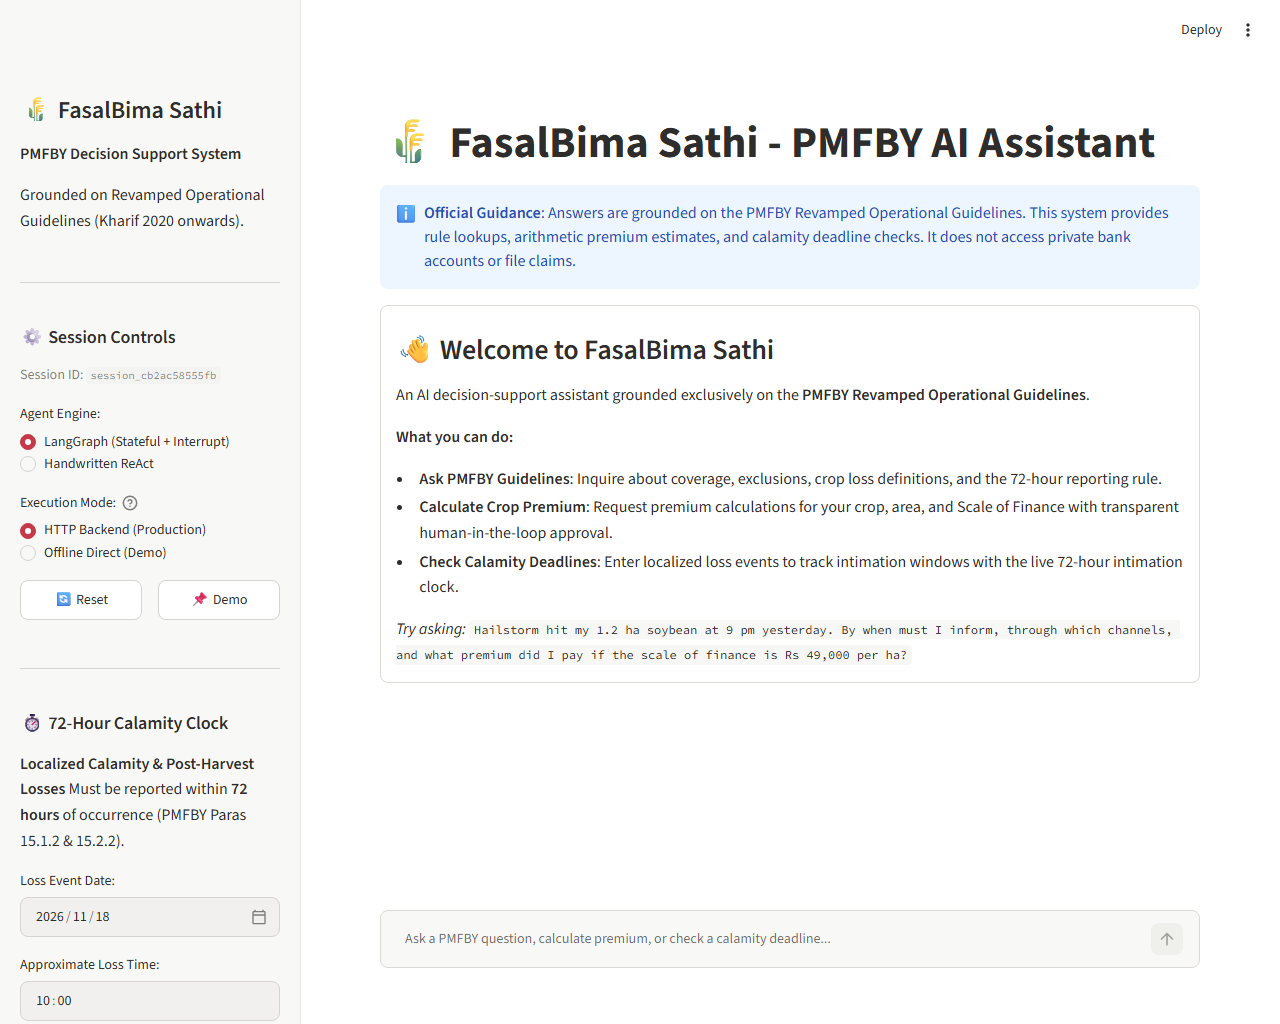 Deploy
FasalBima Sathi
PMFBY Decision Support System
Grounded on Revamped Operational
Guidelines (Kharif 2020 onwards).
Session Controls
Session ID: session_cb2ac58555fb
Agent Engine:
LangGraph (Stateful + Interrupt)
Handwritten ReAct
Execution Mode:
HTTP Backend (Production)
Offline Direct (Demo)
Reset
Demo
72-Hour Calamity Clock
Localized Calamity & Post-Harvest
Losses Must be reported within 72
hours of occurrence (PMFBY Paras
15.1.2 & 15.2.2).
Loss Event Date:
2026/11/18
Approximate Loss Time:
10:00
FasalBima Sathi - PMFBY AI Assistant
Official Guidance: Answers are grounded on the PMFBY Revamped Operational Guidelines. This system provides
rule lookups, arithmetic premium estimates, and calamity deadline checks. It does not access private bank
accounts or file claims.
Welcome to FasalBima Sathi
An AI decision-support assistant grounded exclusively on the PMFBY Revamped Operational Guidelines.
What you can do:
• Ask PMFBY Guidelines: Inquire about coverage, exclusions, crop loss definitions, and the 72-hour reporting rule.
• Calculate Crop Premium: Request premium calculations for your crop, area, and Scale of Finance with transparent
human-in-the-loop approval.
• Check Calamity Deadlines: Enter localized loss events to track intimation windows with the live 72-hour intimation
clock.
Try asking: Hailstorm hit my 1.2 ha soybean at 9 pm yesterday. By when must I inform, through which channels,
and what premium did I pay if the scale of finance is Rs 49,000 per ha?
Ask a PMFBY question, calculate premium, or check a calamity deadline...